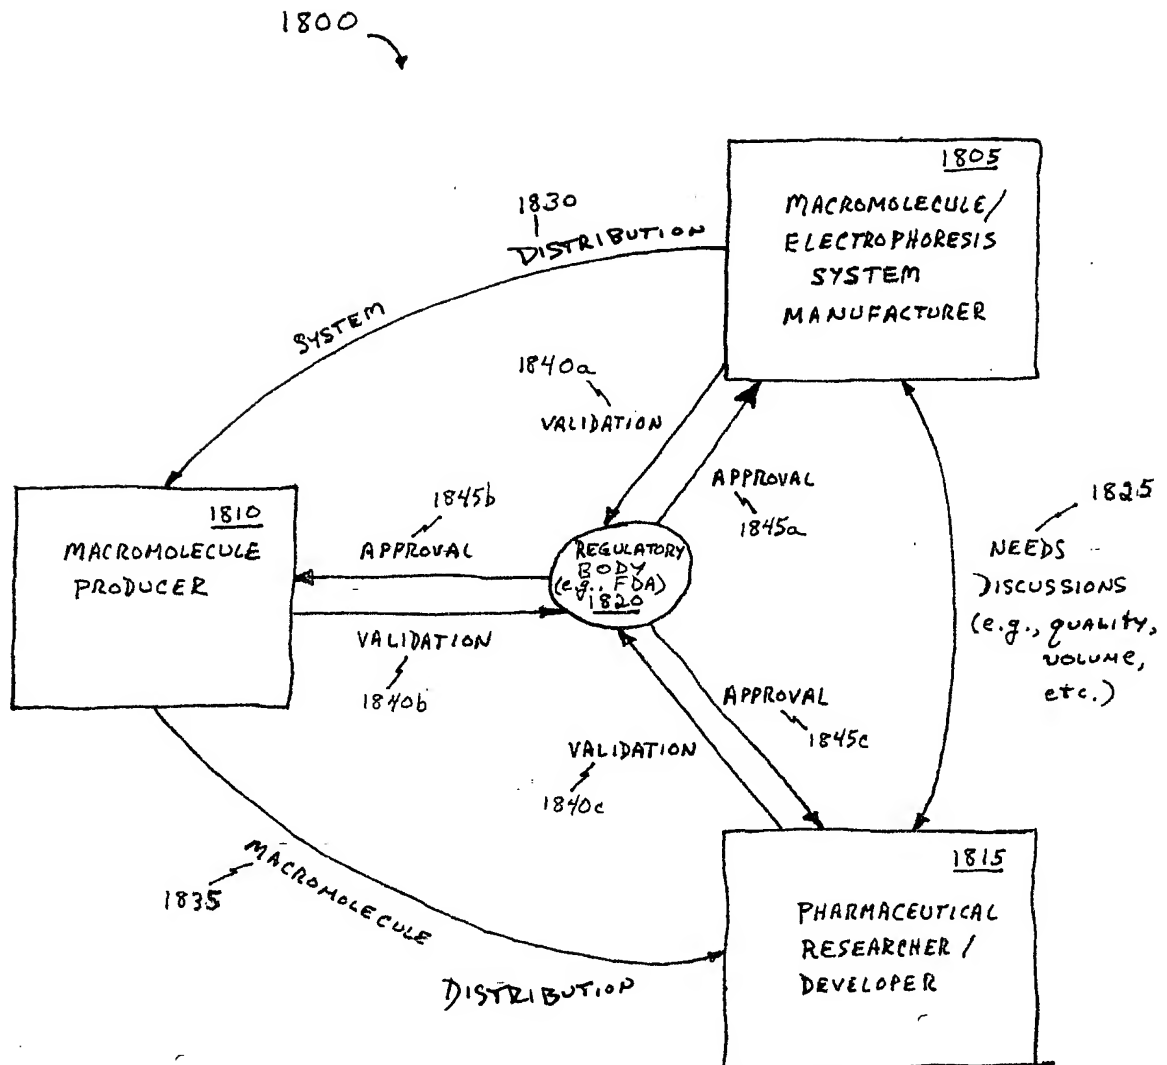 1800
1805
MACROMOLECULE/
ELECTROPHORESIS
SYSTEM
MANUFACTURER
1830
SYSTEM DISTRIBUTION
1840a
VALIDATION
APPROVAL
1845a
1825
NEEDS
DISCUSSIONS
(e.g., QUALITY,
VOLUME,
etc.)
1810
MACROMOLECULE
PRODUCER
1845b
APPROVAL
VALIDATION
1840b
REGULATORY
BODY
(e.g., FDA)
1820
APPROVAL
1845c
VALIDATION
1840c
1835
MACROMOLECULE DISTRIBUTION
1815
PHARMACEUTICAL
RESEARCHER/
DEVELOPER